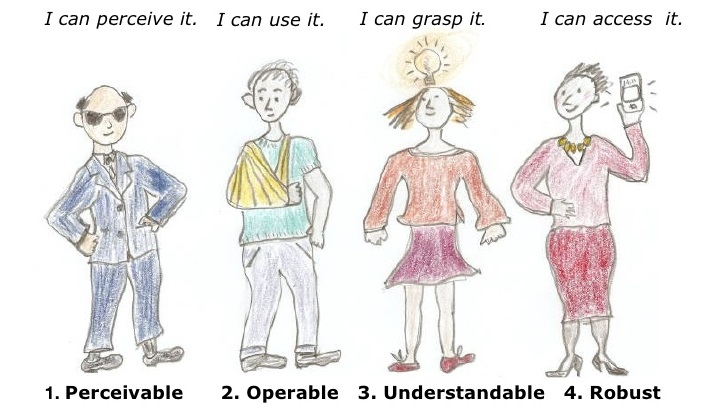 I can perceive it. I can use it. I can grasp it. I can access it.
1. Perceivable 2. Operable 3. Understandable 4. Robust